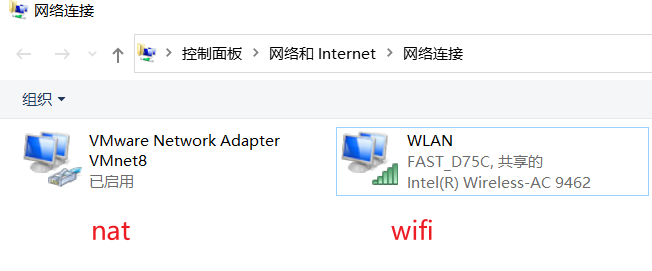 网络连接
控制面板 > 网络和 Internet > 网络连接
组织
VMware Network Adapter
VMnet8
已启用
WLAN
FAST_D75C, 共享的
Intel(R) Wireless-AC 9462
nat
wifi